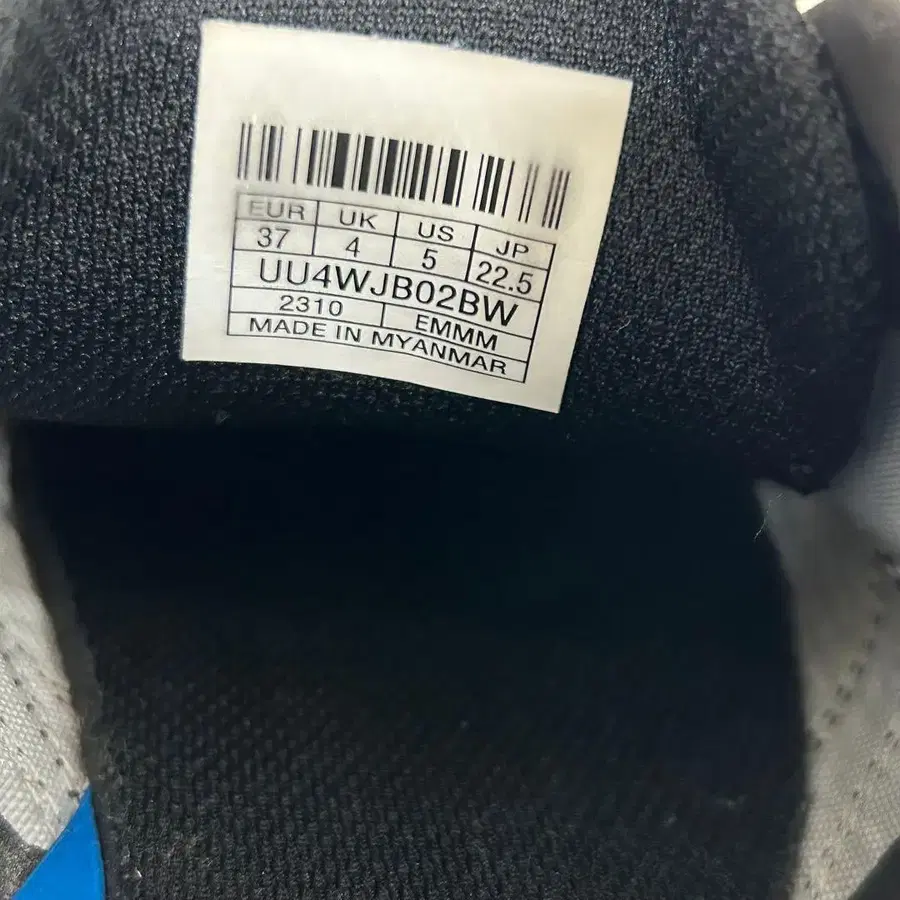 EUR UK US JP
37 4 5 22.5
UU4WJB02BW
2310 EMMM
MADE IN MYANMAR